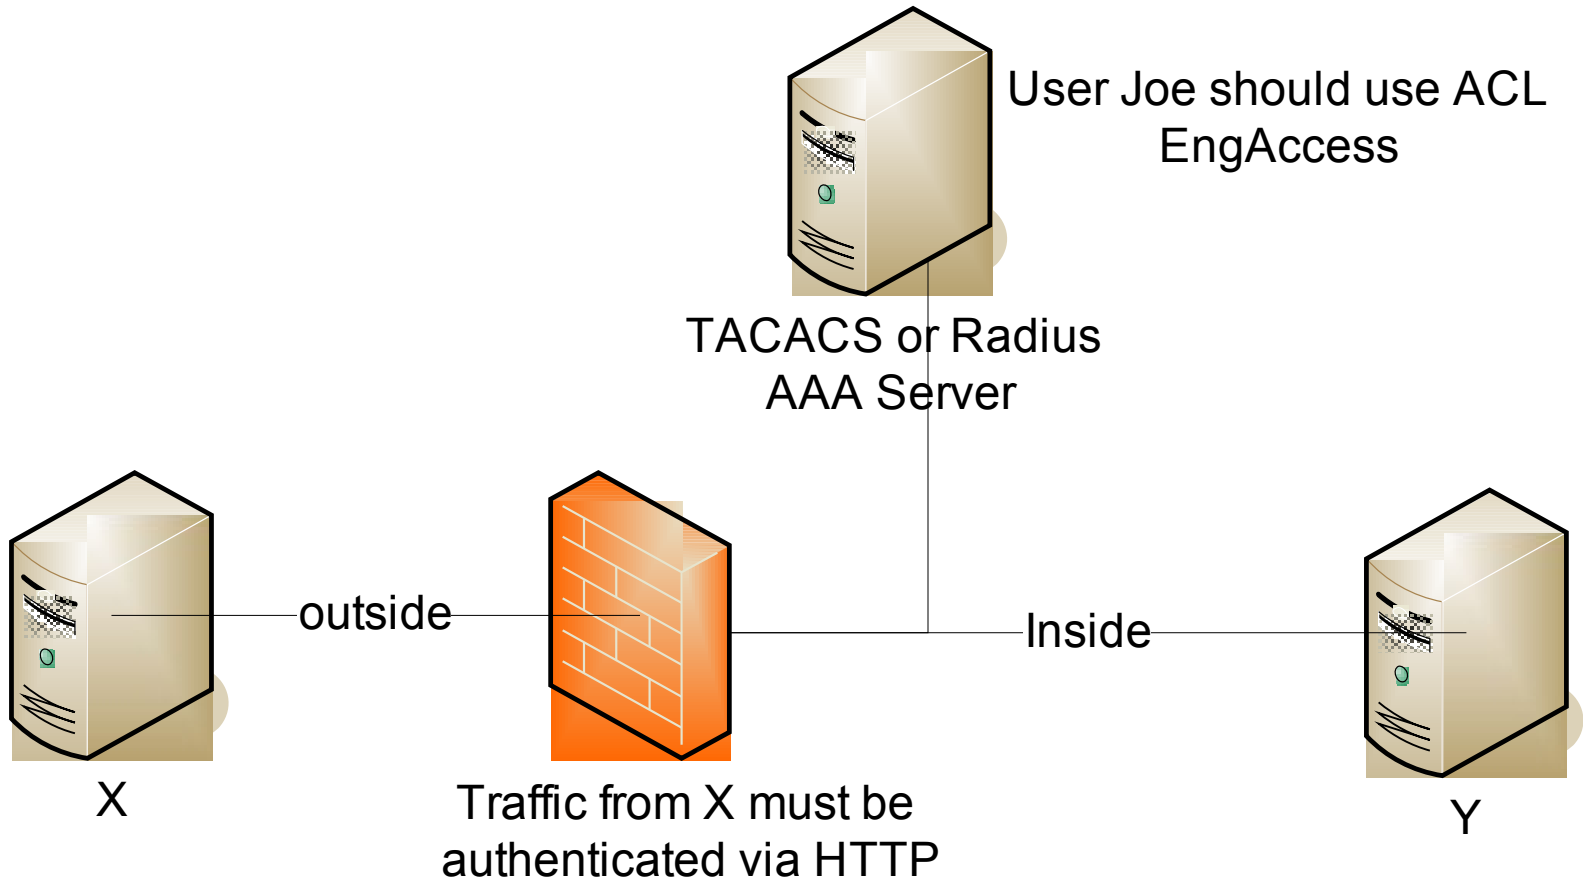 User Joe should use ACL
EngAccess
TACACS or Radius
AAA Server
outside
Inside
X
Traffic from X must be
authenticated via HTTP
Y